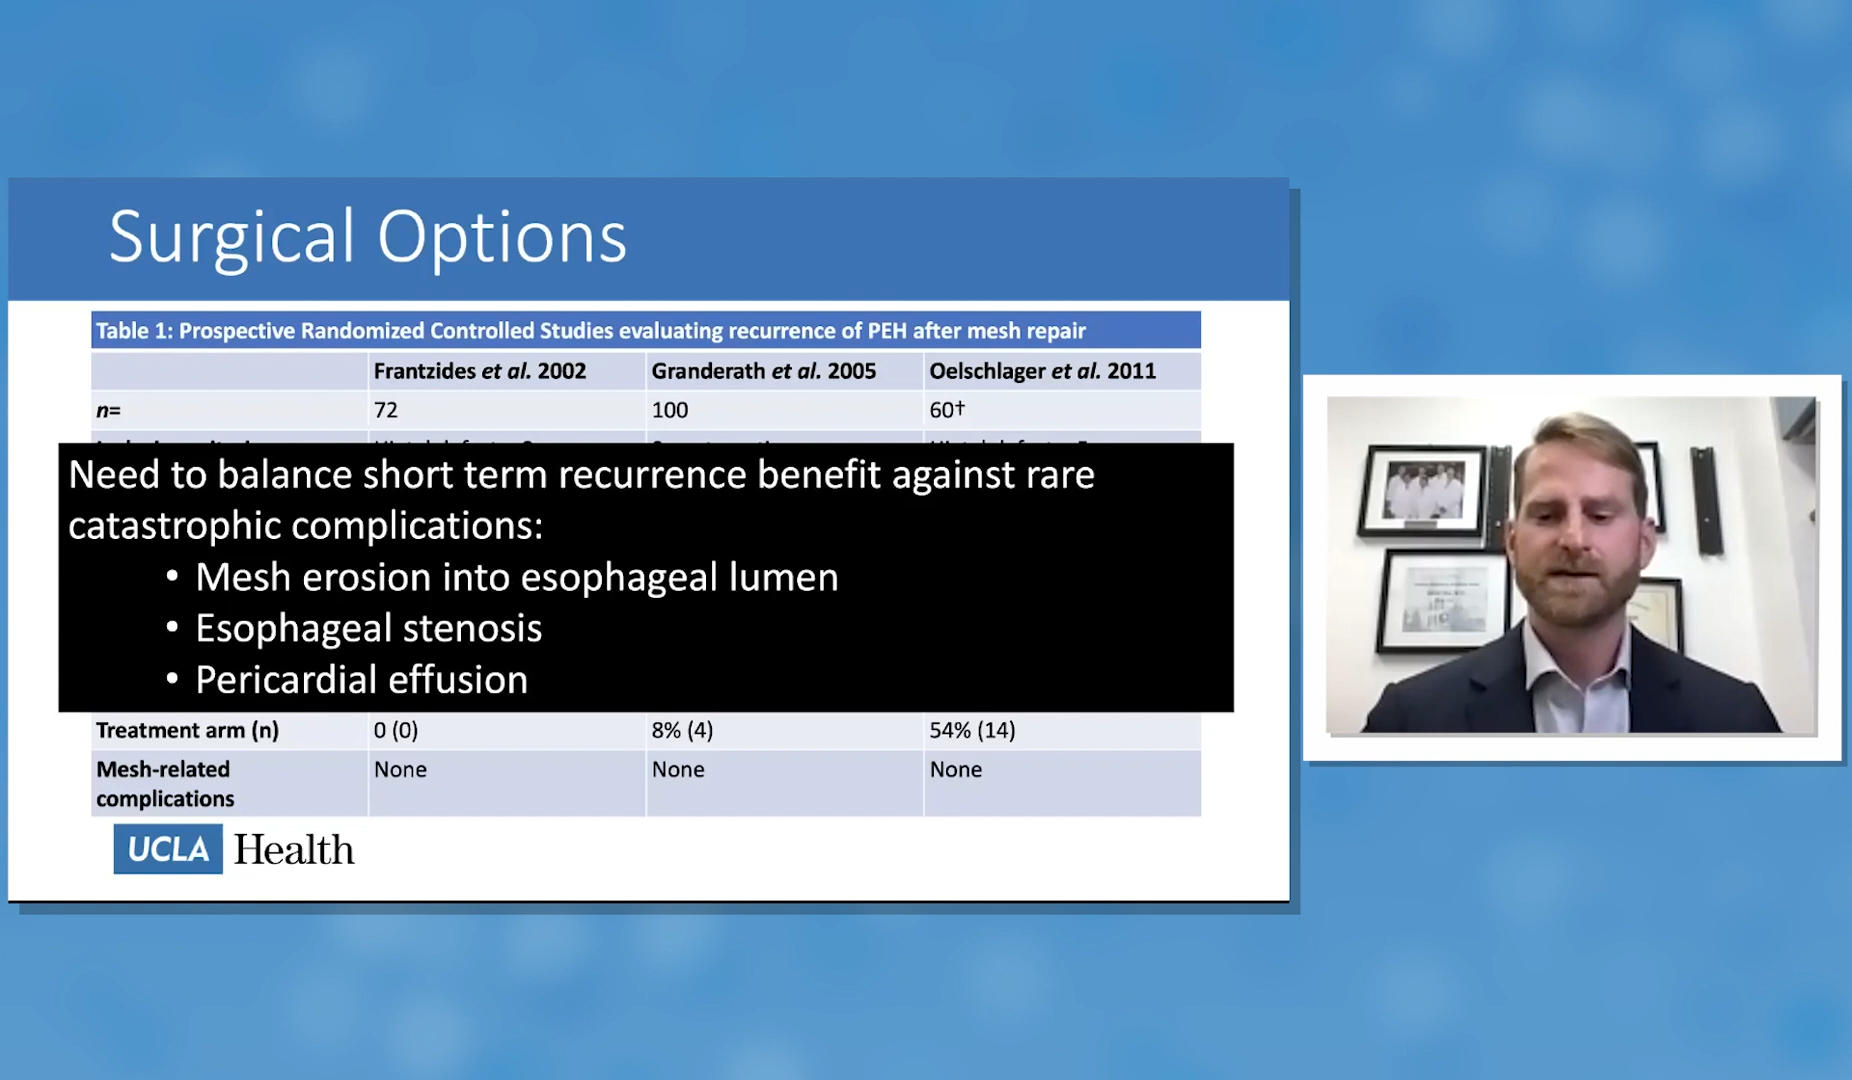 Surgical Options
Table 1: Prospective Randomized Controlled Studies evaluating recurrence of PEH after mesh repair
Frantzides et al. 2002 Granderath et al. 2005 Oelschlager et al. 2011
n= 72 100 60†
Need to balance short term recurrence benefit against rare
catastrophic complications:
• Mesh erosion into esophageal lumen
• Esophageal stenosis
• Pericardial effusion
Treatment arm (n) 0 (0) 8% (4) 54% (14)
Mesh-related None None None
complications
UCLA Health